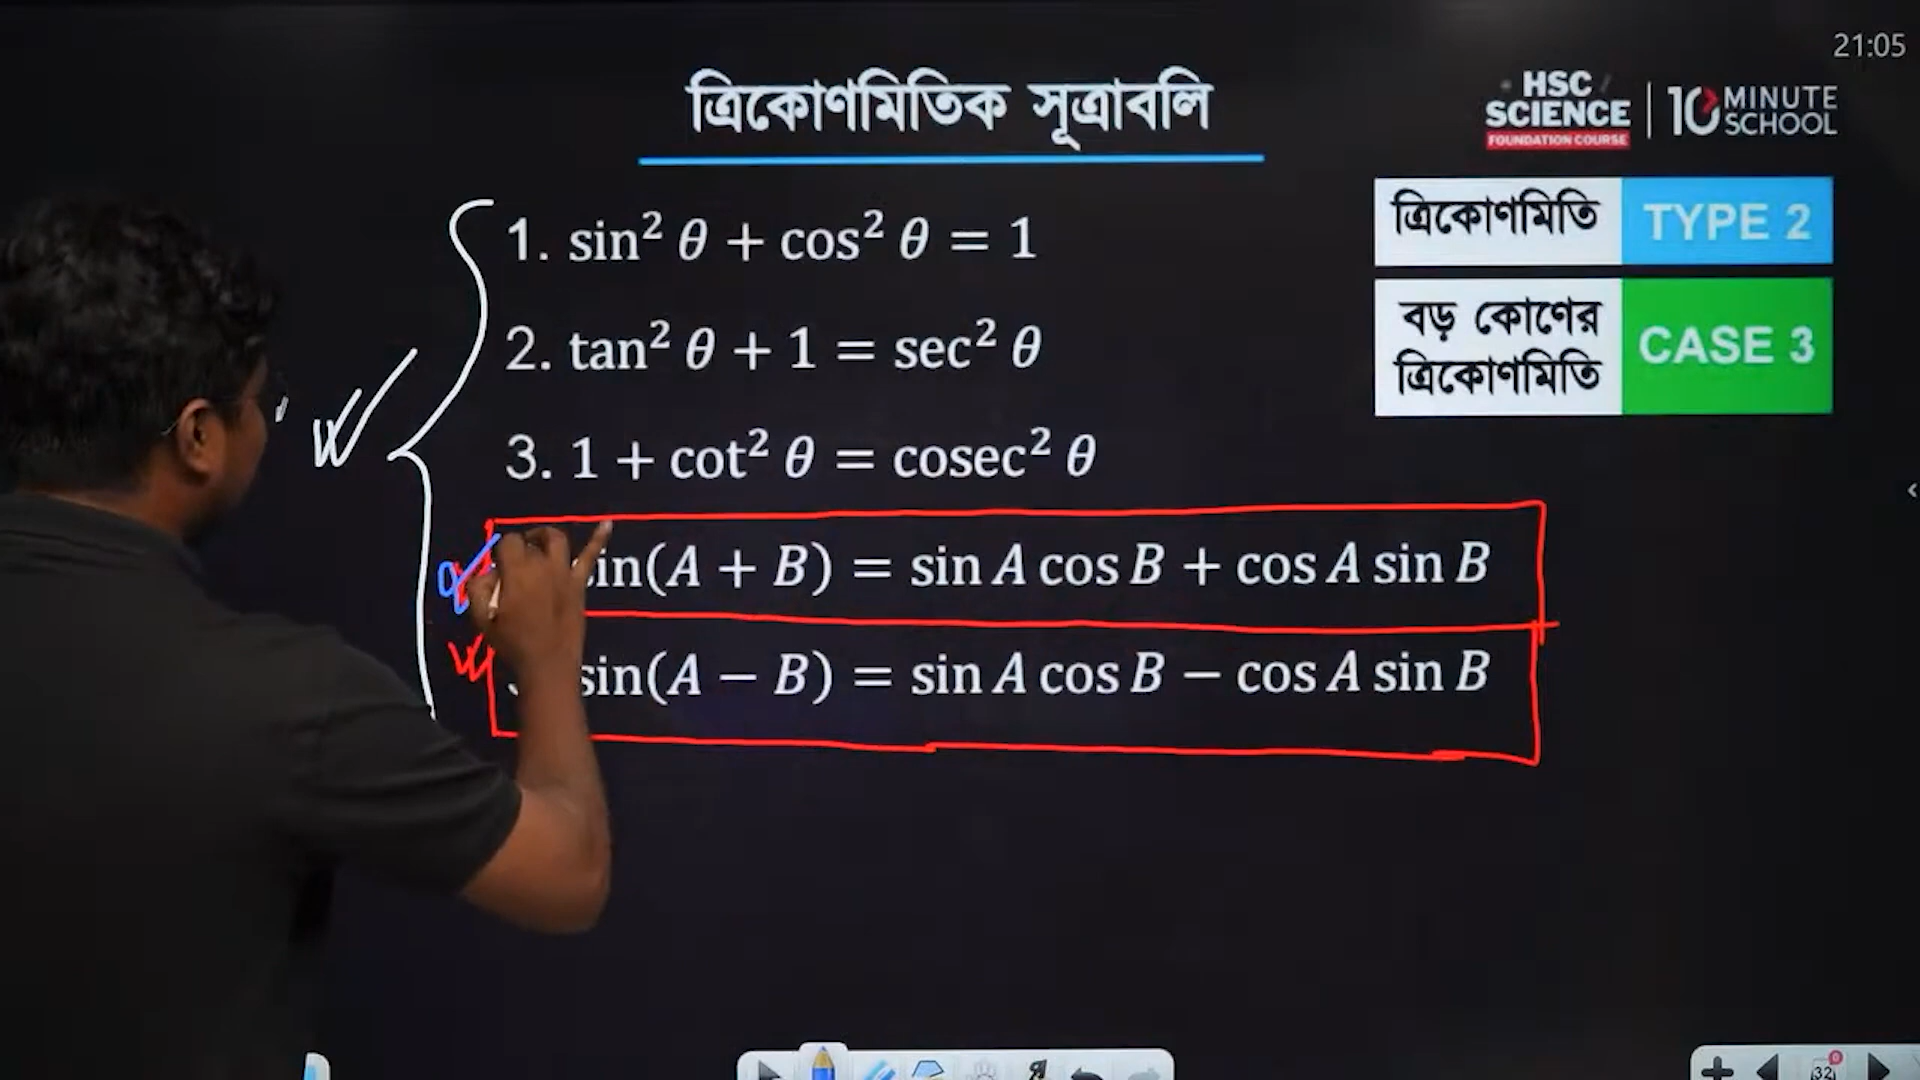 21:05
ত্রিকোণমিতিক সূত্রাবলি
HSC SCIENCE FOUNDATION COURSE
10 MINUTE SCHOOL
ত্রিকোণমিতি TYPE 2
বড় কোণের ত্রিকোণমিতি CASE 3
1. sin² θ + cos² θ = 1
2. tan² θ + 1 = sec² θ
3. 1 + cot² θ = cosec² θ
sin(A + B) = sin A cos B + cos A sin B
sin(A − B) = sin A cos B − cos A sin B
32